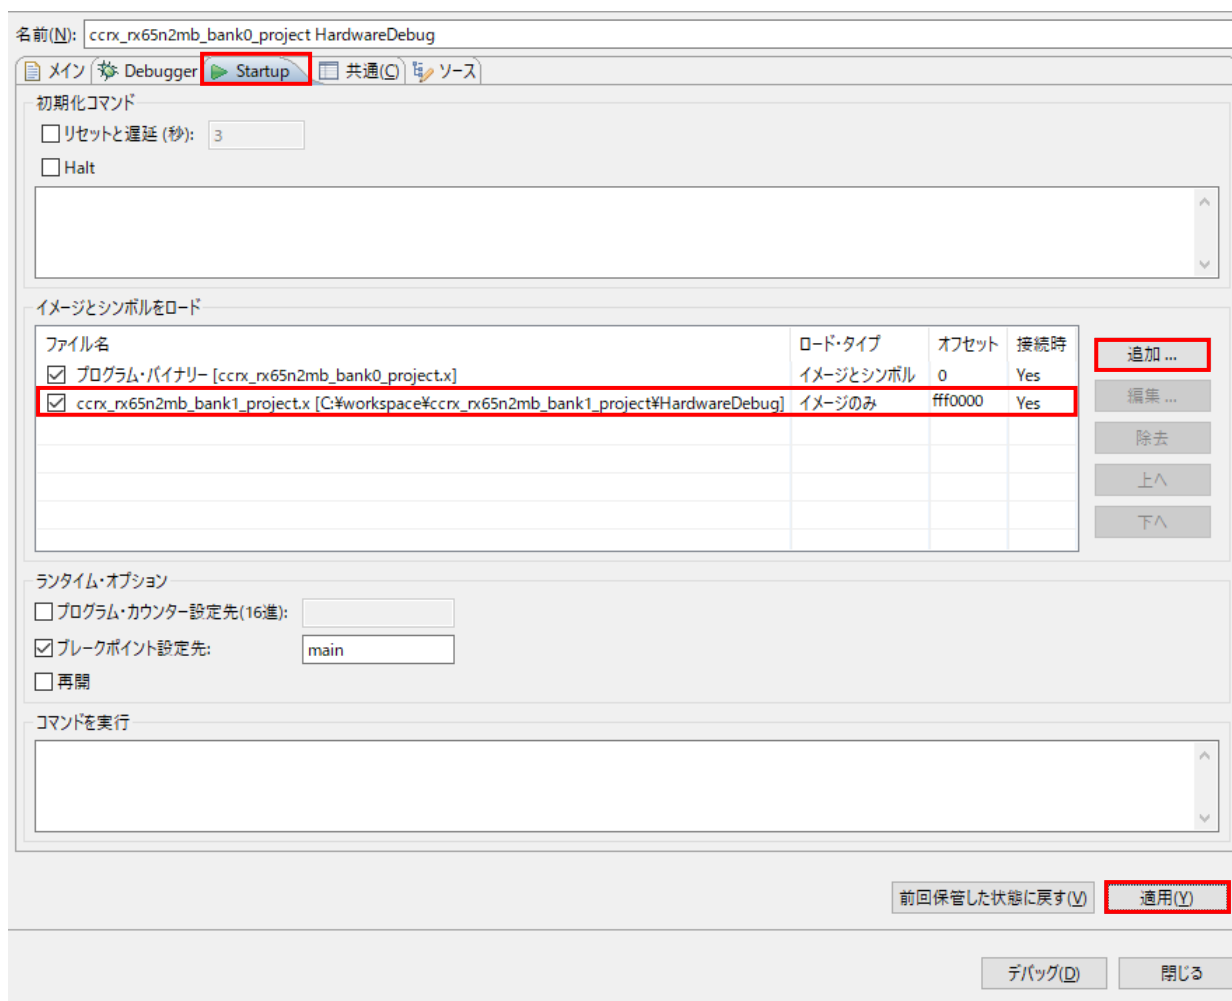 名前(N): ccrx_rx65n2mb_bank0_project HardwareDebug
メイン Debugger Startup 共通(C) ソース
初期化コマンド
リセットと遅延 (秒): 3
Halt
イメージとシンボルをロード
ファイル名 ロード・タイプ オフセット 接続時
プログラム・バイナリー [ccrx_rx65n2mb_bank0_project.x] イメージとシンボル 0 Yes
ccrx_rx65n2mb_bank1_project.x [C:¥workspace¥ccrx_rx65n2mb_bank1_project¥HardwareDebug] イメージのみ fff0000 Yes
追加 ...
編集 ...
除去
上へ
下へ
ランタイム・オプション
プログラム・カウンター設定先(16進):
ブレークポイント設定先: main
再開
コマンドを実行
前回保管した状態に戻す(V) 適用(Y)
デバッグ(D) 閉じる